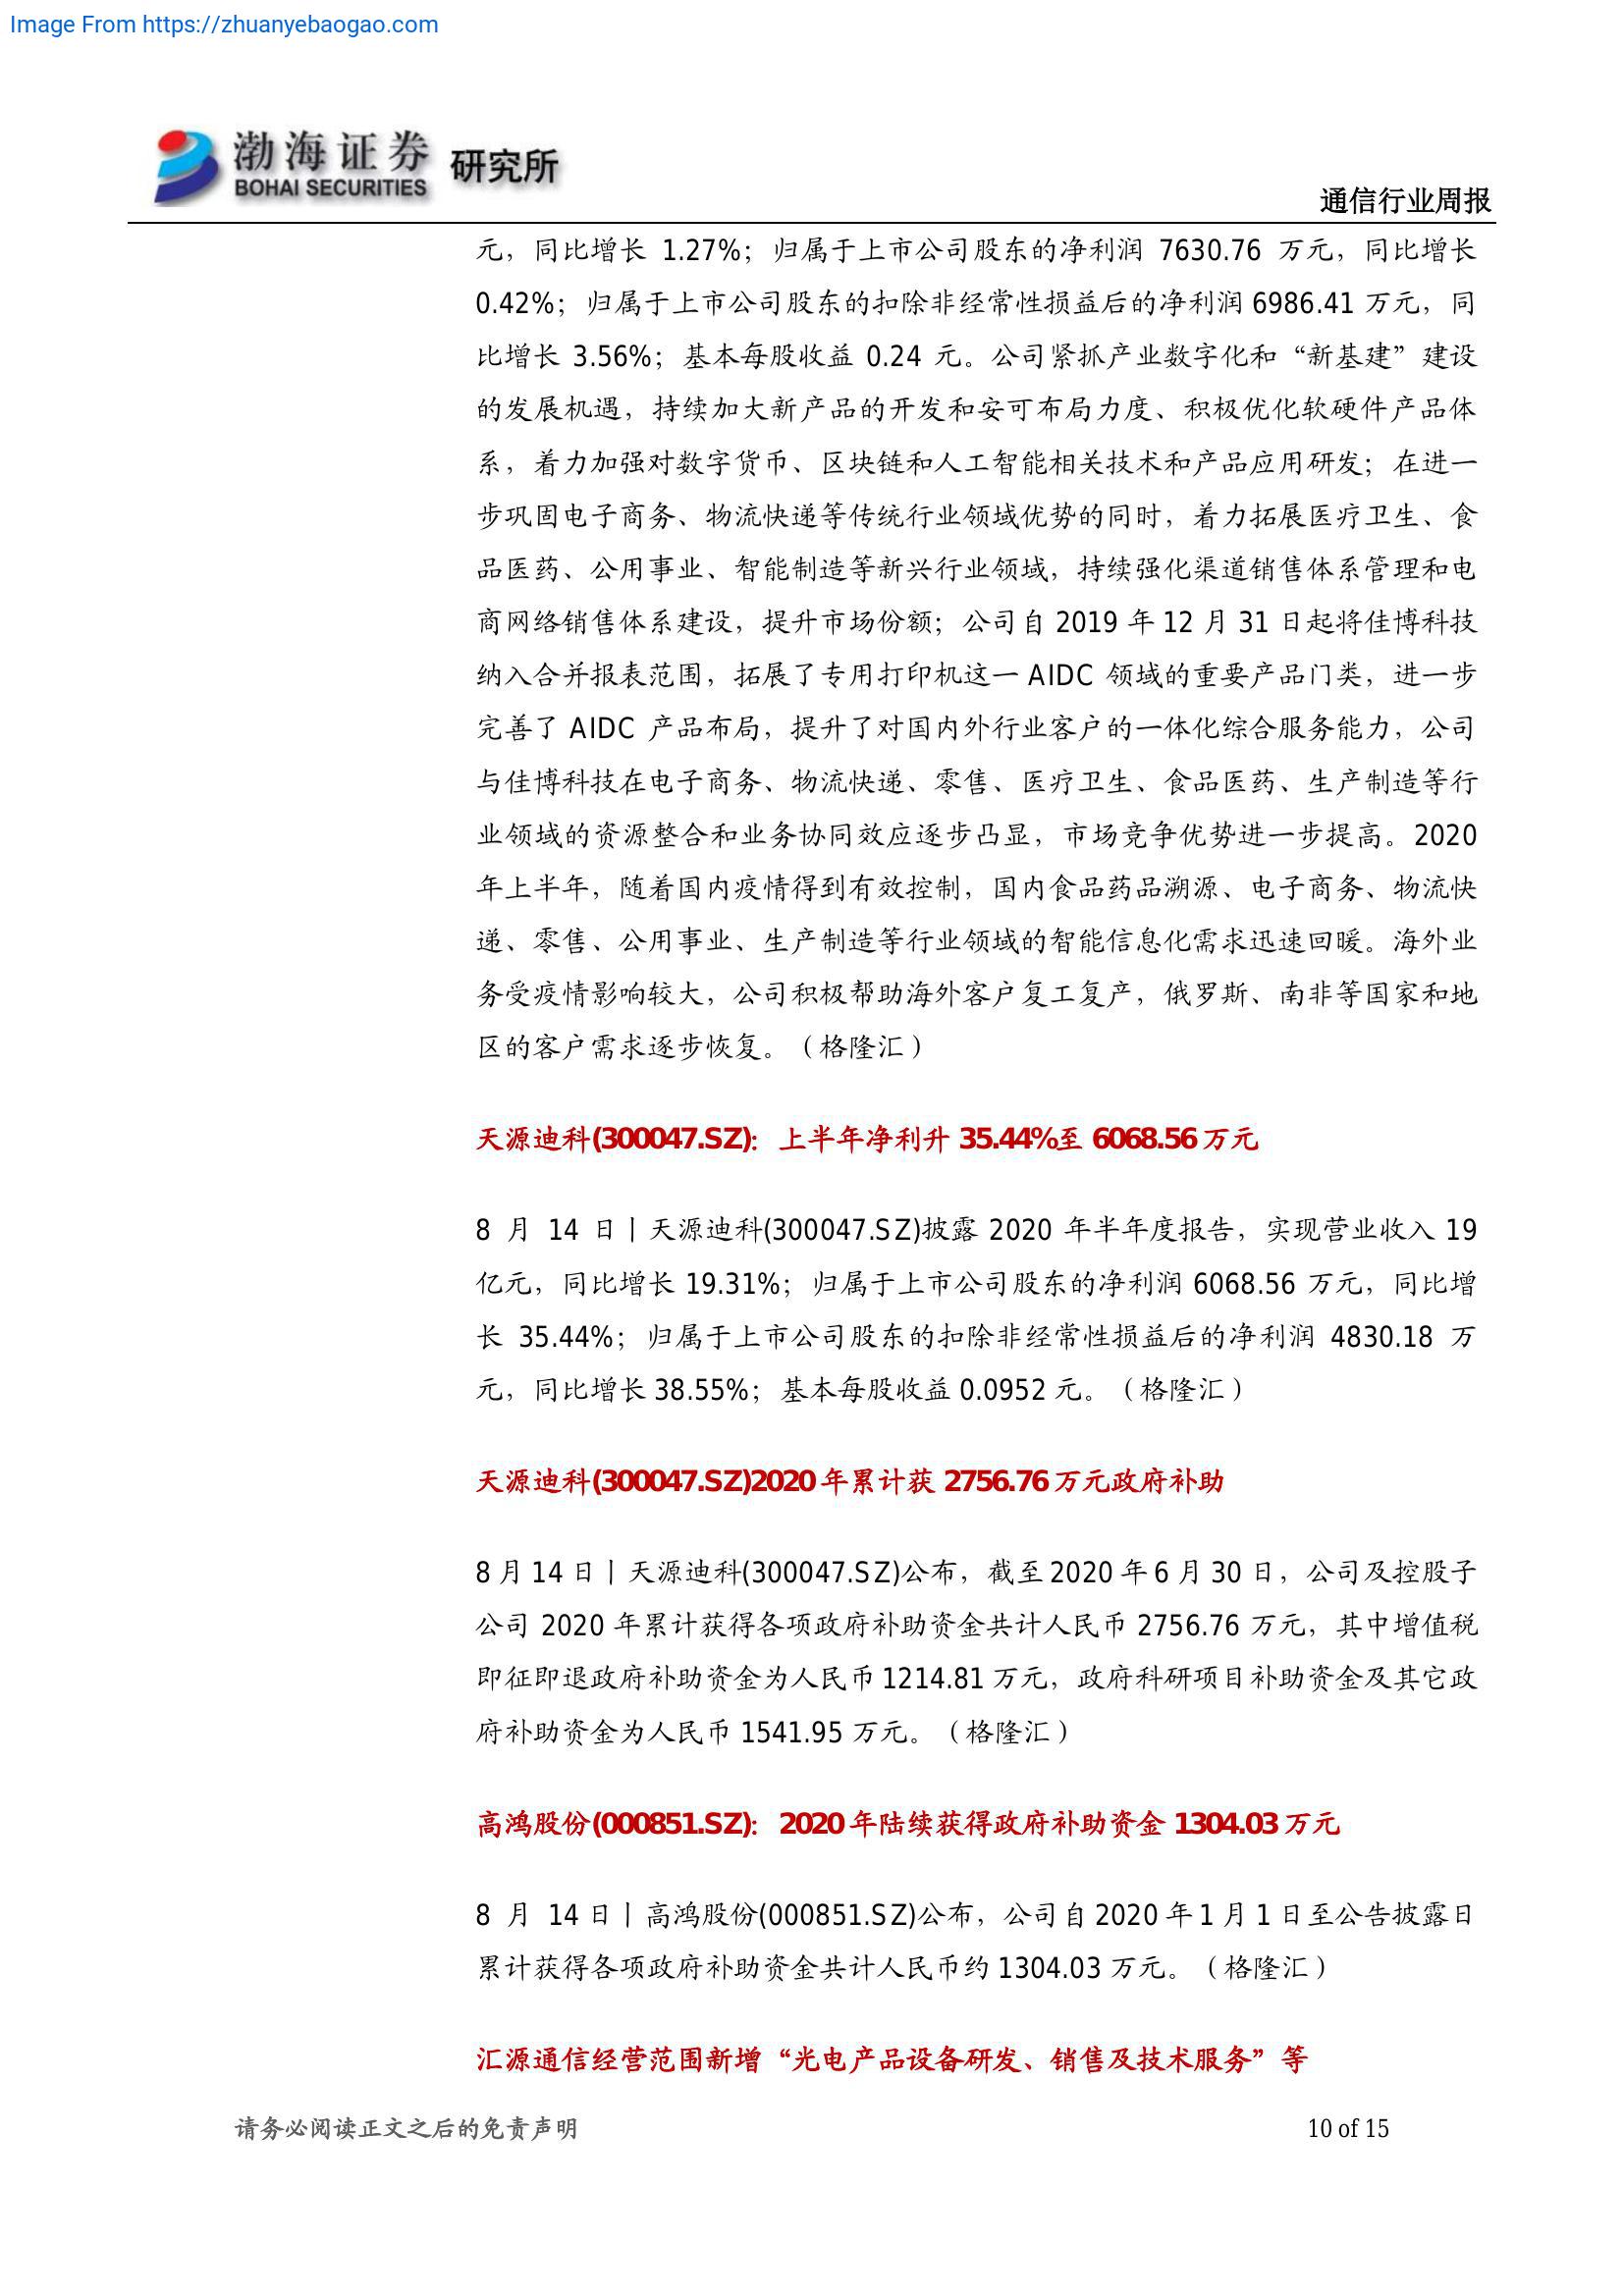 Image From https://zhuanyebaogao.com
渤海证券 研究所
BOHAI SECURITIES
通信行业周报
元，同比增长 1.27%；归属于上市公司股东的净利润 7630.76 万元，同比增长
0.42%；归属于上市公司股东的扣除非经常性损益后的净利润 6986.41 万元，同
比增长 3.56%；基本每股收益 0.24 元。公司紧抓产业数字化和“新基建”建设
的发展机遇，持续加大新产品的开发和安可布局力度、积极优化软硬件产品体
系，着力加强对数字货币、区块链和人工智能相关技术和产品应用研发；在进一
步巩固电子商务、物流快递等传统行业领域优势的同时，着力拓展医疗卫生、食
品医药、公用事业、智能制造等新兴行业领域，持续强化渠道销售体系管理和电
商网络销售体系建设，提升市场份额；公司自 2019 年 12 月 31 日起将佳博科技
纳入合并报表范围，拓展了专用打印机这一 AIDC 领域的重要产品门类，进一步
完善了 AIDC 产品布局，提升了对国内外行业客户的一体化综合服务能力，公司
与佳博科技在电子商务、物流快递、零售、医疗卫生、食品医药、生产制造等行
业领域的资源整合和业务协同效应逐步凸显，市场竞争优势进一步提高。2020
年上半年，随着国内疫情得到有效控制，国内食品药品溯源、电子商务、物流快
递、零售、公用事业、生产制造等行业领域的智能信息化需求迅速回暖。海外业
务受疫情影响较大，公司积极帮助海外客户复工复产，俄罗斯、南非等国家和地
区的客户需求逐步恢复。（格隆汇）
天源迪科(300047.SZ)：上半年净利升 35.44%至 6068.56 万元
8 月 14 日丨天源迪科(300047.SZ)披露 2020 年半年度报告，实现营业收入 19
亿元，同比增长 19.31%；归属于上市公司股东的净利润 6068.56 万元，同比增
长 35.44%；归属于上市公司股东的扣除非经常性损益后的净利润 4830.18 万
元，同比增长 38.55%；基本每股收益 0.0952 元。（格隆汇）
天源迪科(300047.SZ)2020 年累计获 2756.76 万元政府补助
8 月 14 日丨天源迪科(300047.SZ)公布，截至 2020 年 6 月 30 日，公司及控股子
公司 2020 年累计获得各项政府补助资金共计人民币 2756.76 万元，其中增值税
即征即退政府补助资金为人民币 1214.81 万元，政府科研项目补助资金及其它政
府补助资金为人民币 1541.95 万元。（格隆汇）
高鸿股份(000851.SZ)：2020 年陆续获得政府补助资金 1304.03 万元
8 月 14 日丨高鸿股份(000851.SZ)公布，公司自 2020 年 1 月 1 日至公告披露日
累计获得各项政府补助资金共计人民币约 1304.03 万元。（格隆汇）
汇源通信经营范围新增“光电产品设备研发、销售及技术服务”等
请务必阅读正文之后的免责声明
10 of 15